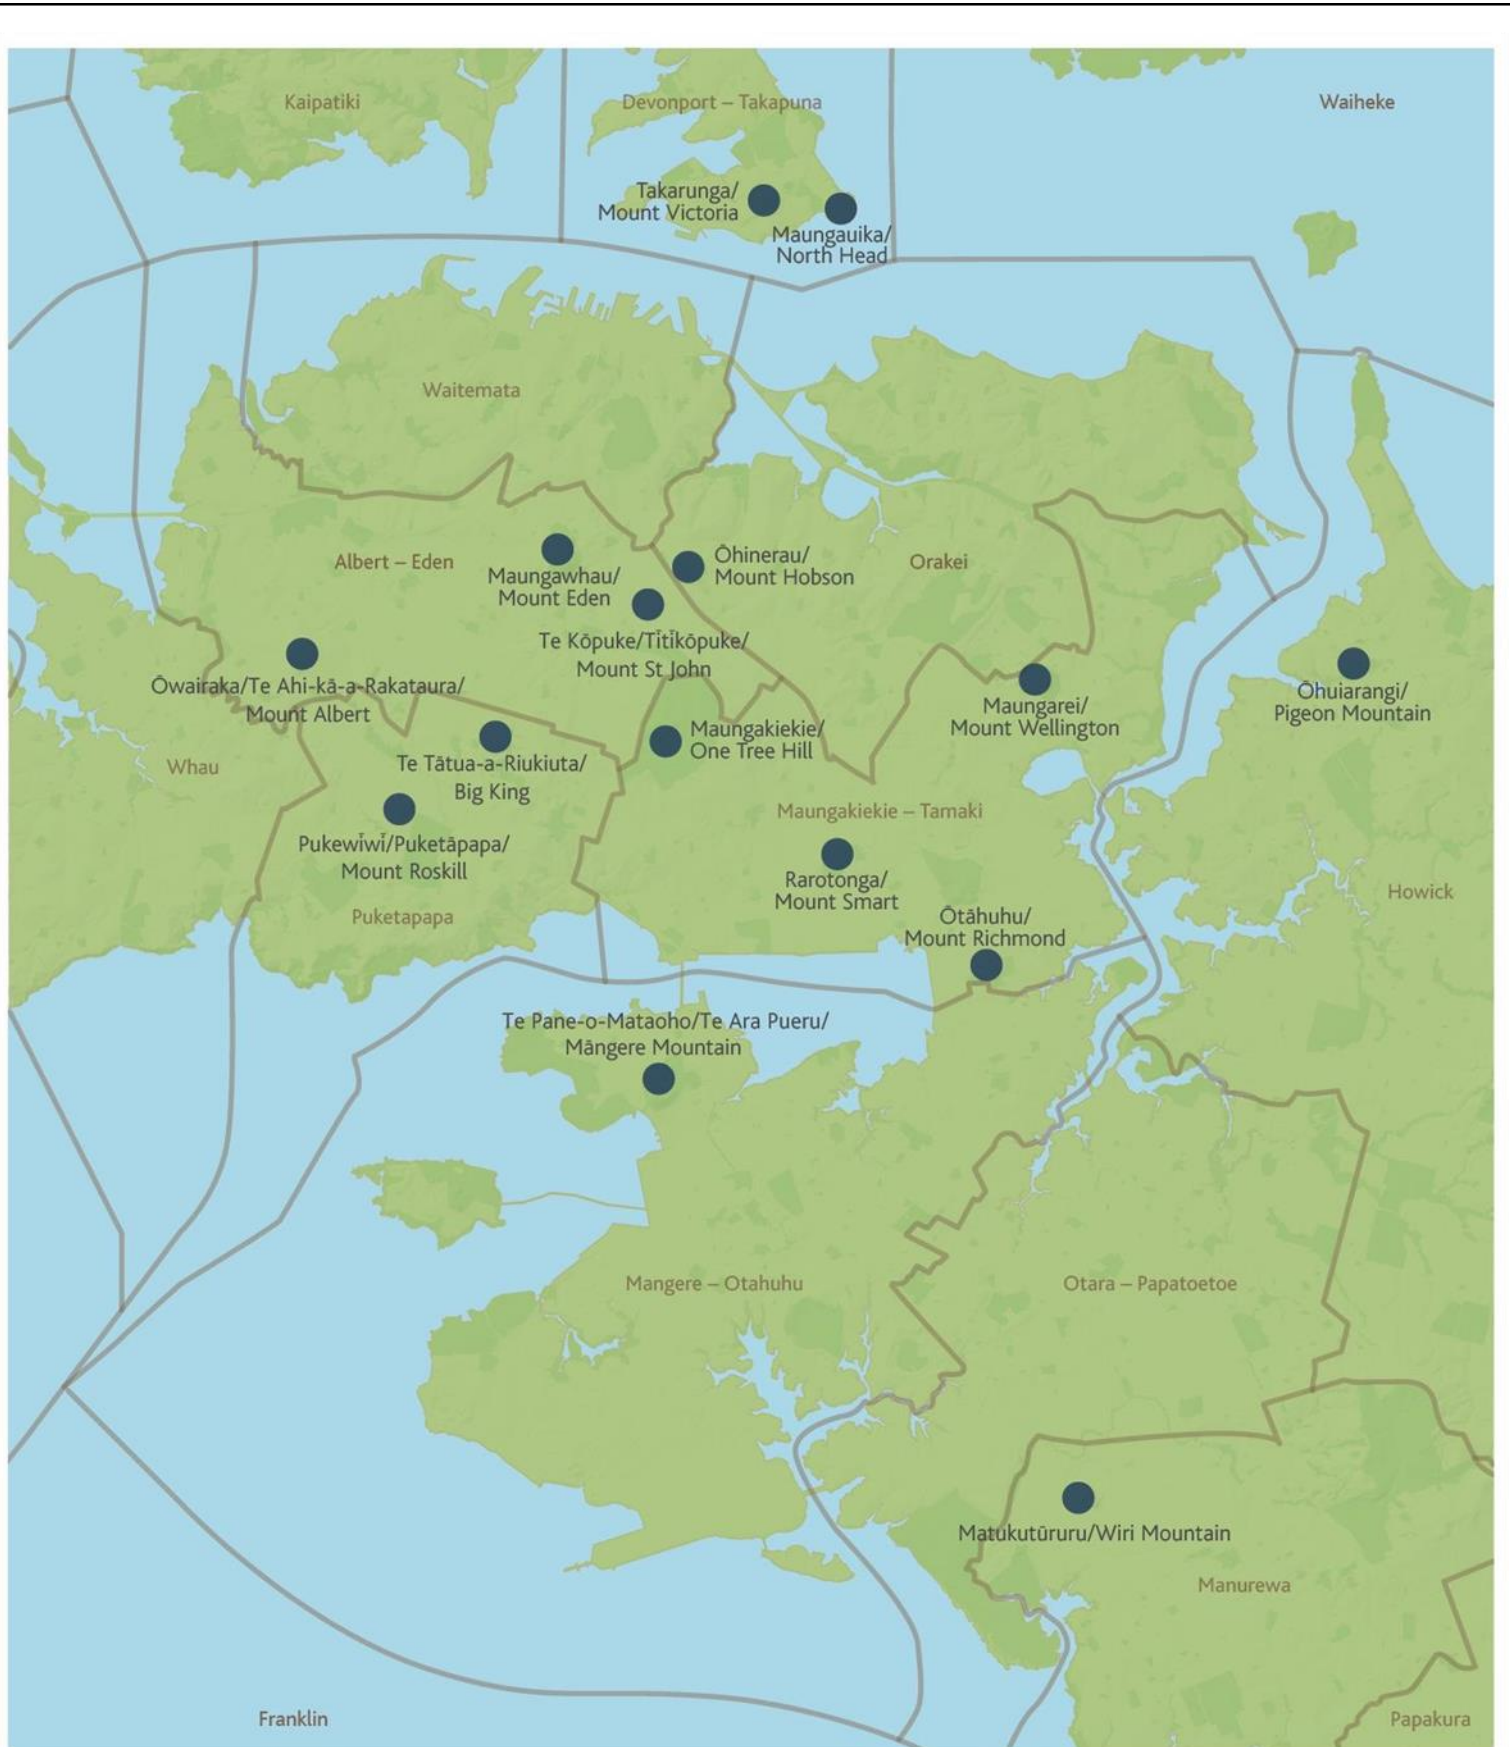 Kaipatiki
Devonport – Takapuna
Waiheke
Takarunga/
Mount Victoria
Maungauika/
North Head
Waitemata
Albert – Eden
Maungawhau/
Mount Eden
Ōhinerau/
Mount Hobson
Orakei
Te Kōpuke/Tītīkōpuke/
Mount St John
Ōwairaka/Te Ahi-kā-a-Rakataura/
Mount Albert
Maungarei/
Mount Wellington
Ōhuiarangi/
Pigeon Mountain
Maungakiekie/
One Tree Hill
Whau
Te Tātua-a-Riukiuta/
Big King
Maungakiekie – Tamaki
Pukewīwī/Puketāpapa/
Mount Roskill
Rarotonga/
Mount Smart
Howick
Puketapapa
Ōtāhuhu/
Mount Richmond
Te Pane-o-Mataoho/Te Ara Pueru/
Māngere Mountain
Mangere – Otahuhu
Otara – Papatoetoe
Matukutūruru/Wiri Mountain
Manurewa
Franklin
Papakura